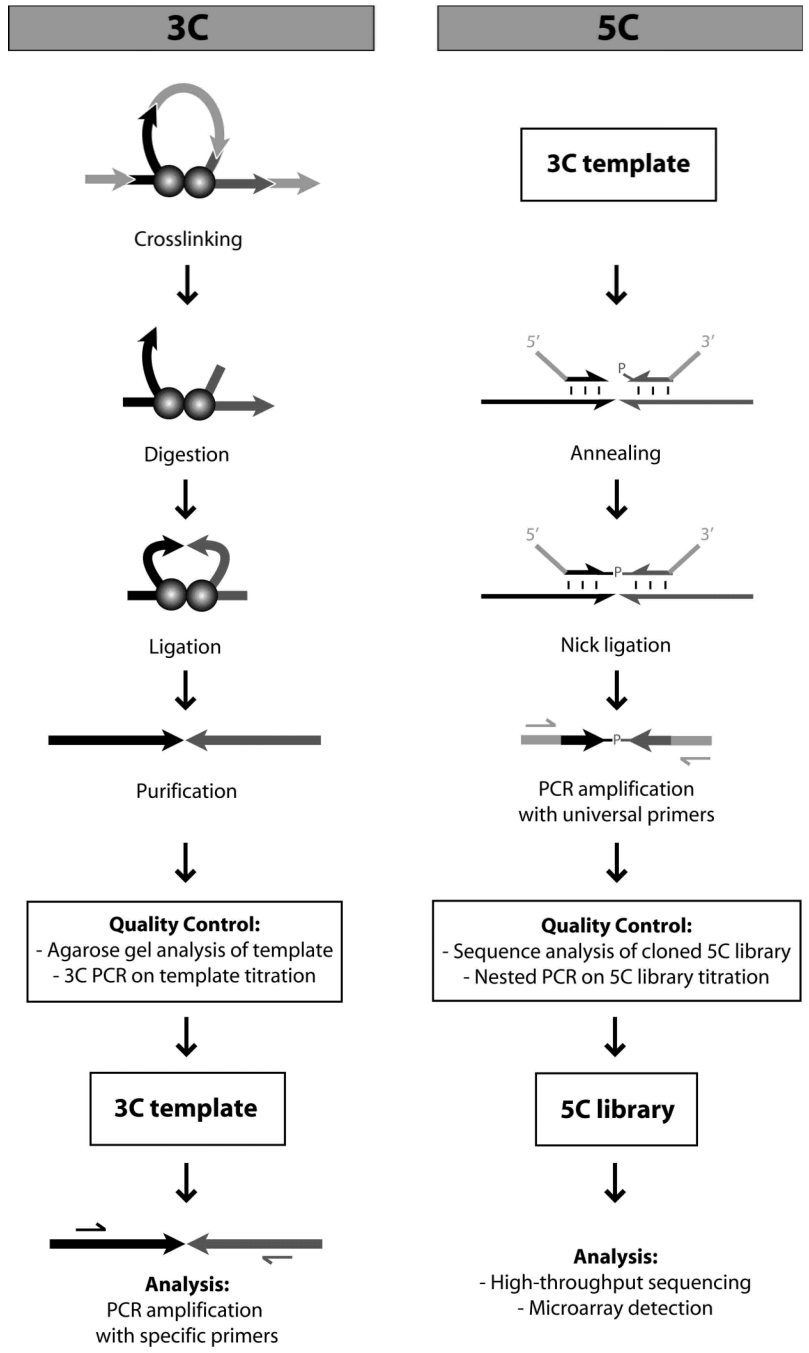 3C
Crosslinking
Digestion
Ligation
Purification
Quality Control:
- Agarose gel analysis of template
- 3C PCR on template titration
3C template
Analysis:
PCR amplification
with specific primers
5C
3C template
5′
P
3′
Annealing
5′
3′
P
Nick ligation
P
PCR amplification
with universal primers
Quality Control:
- Sequence analysis of cloned 5C library
- Nested PCR on 5C library titration
5C library
Analysis:
- High-throughput sequencing
- Microarray detection